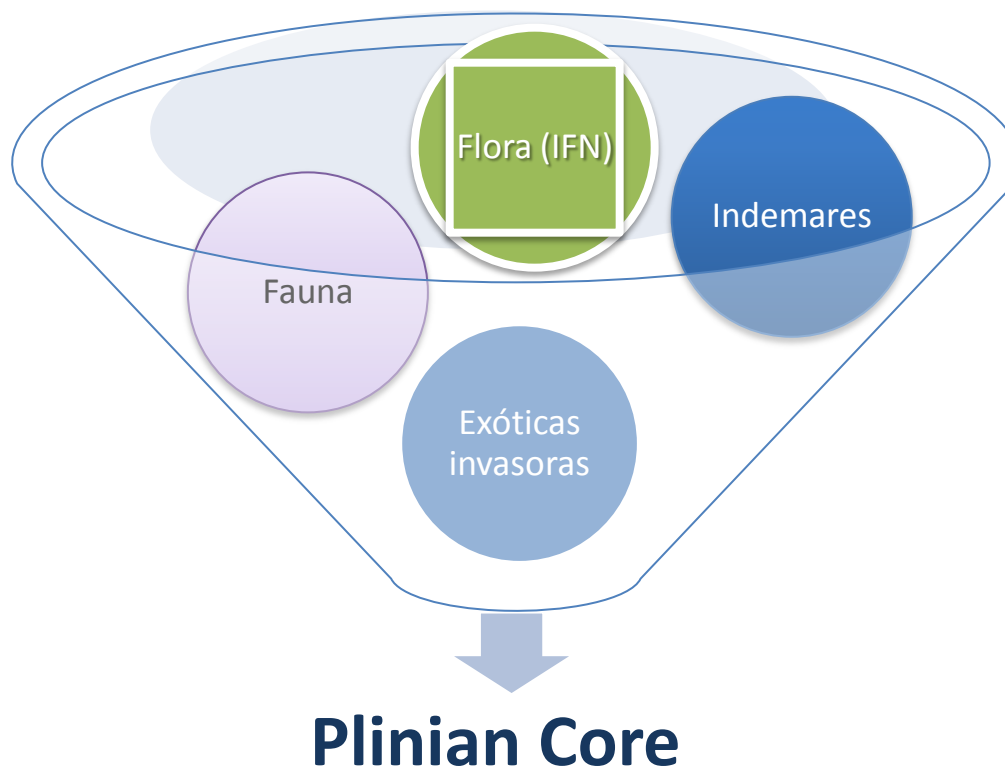 Flora (IFN)
Indemares
Fauna
Exóticas
invasoras
Plinian Core